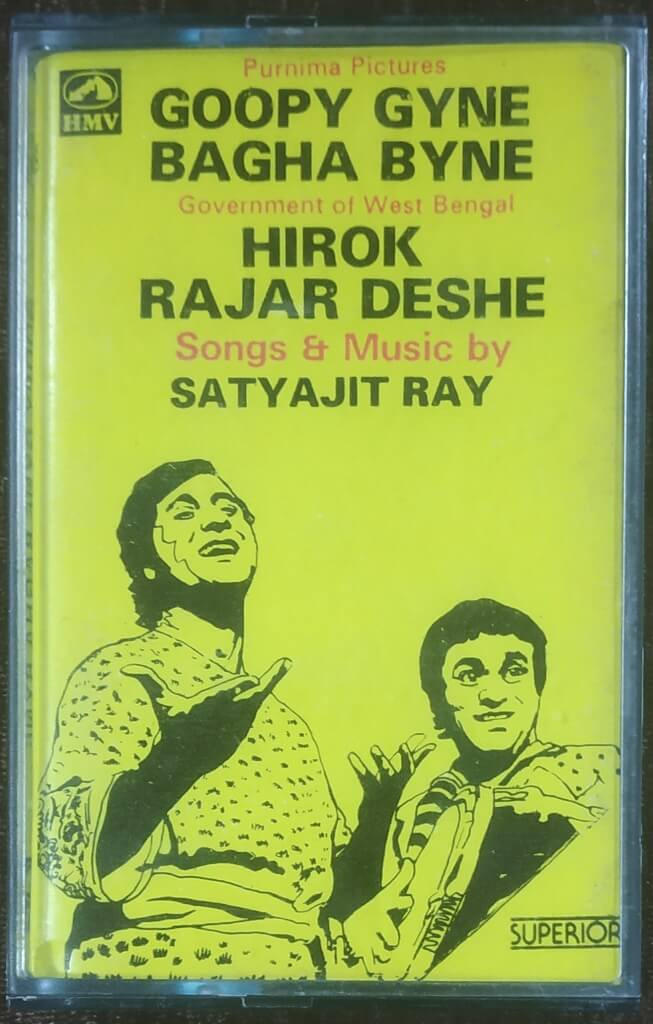 Purnima Pictures
HMV
GOOPY GYNE
BAGHA BYNE
Government of West Bengal
HIROK
RAJAR DESHE
Songs & Music by
SATYAJIT RAY
SUPERIOR